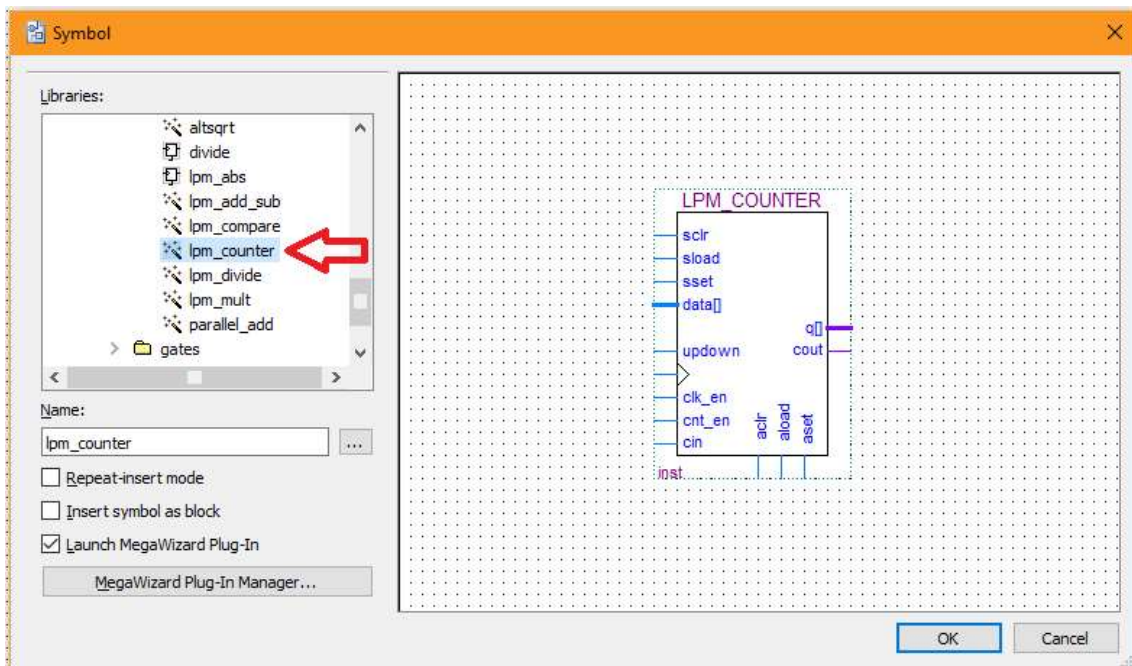 Symbol
Libraries:
altsqrt
divide
lpm_abs
lpm_add_sub
lpm_compare
lpm_counter
lpm_divide
lpm_mult
parallel_add
gates
Name:
lpm_counter
...
Repeat-insert mode
Insert symbol as block
Launch MegaWizard Plug-In
MegaWizard Plug-In Manager...
LPM_COUNTER
sclr
sload
sset
data[]
q[]
updown cout
clk_en
cnt_en
cin
aclr
aload
aset
inst
OK Cancel